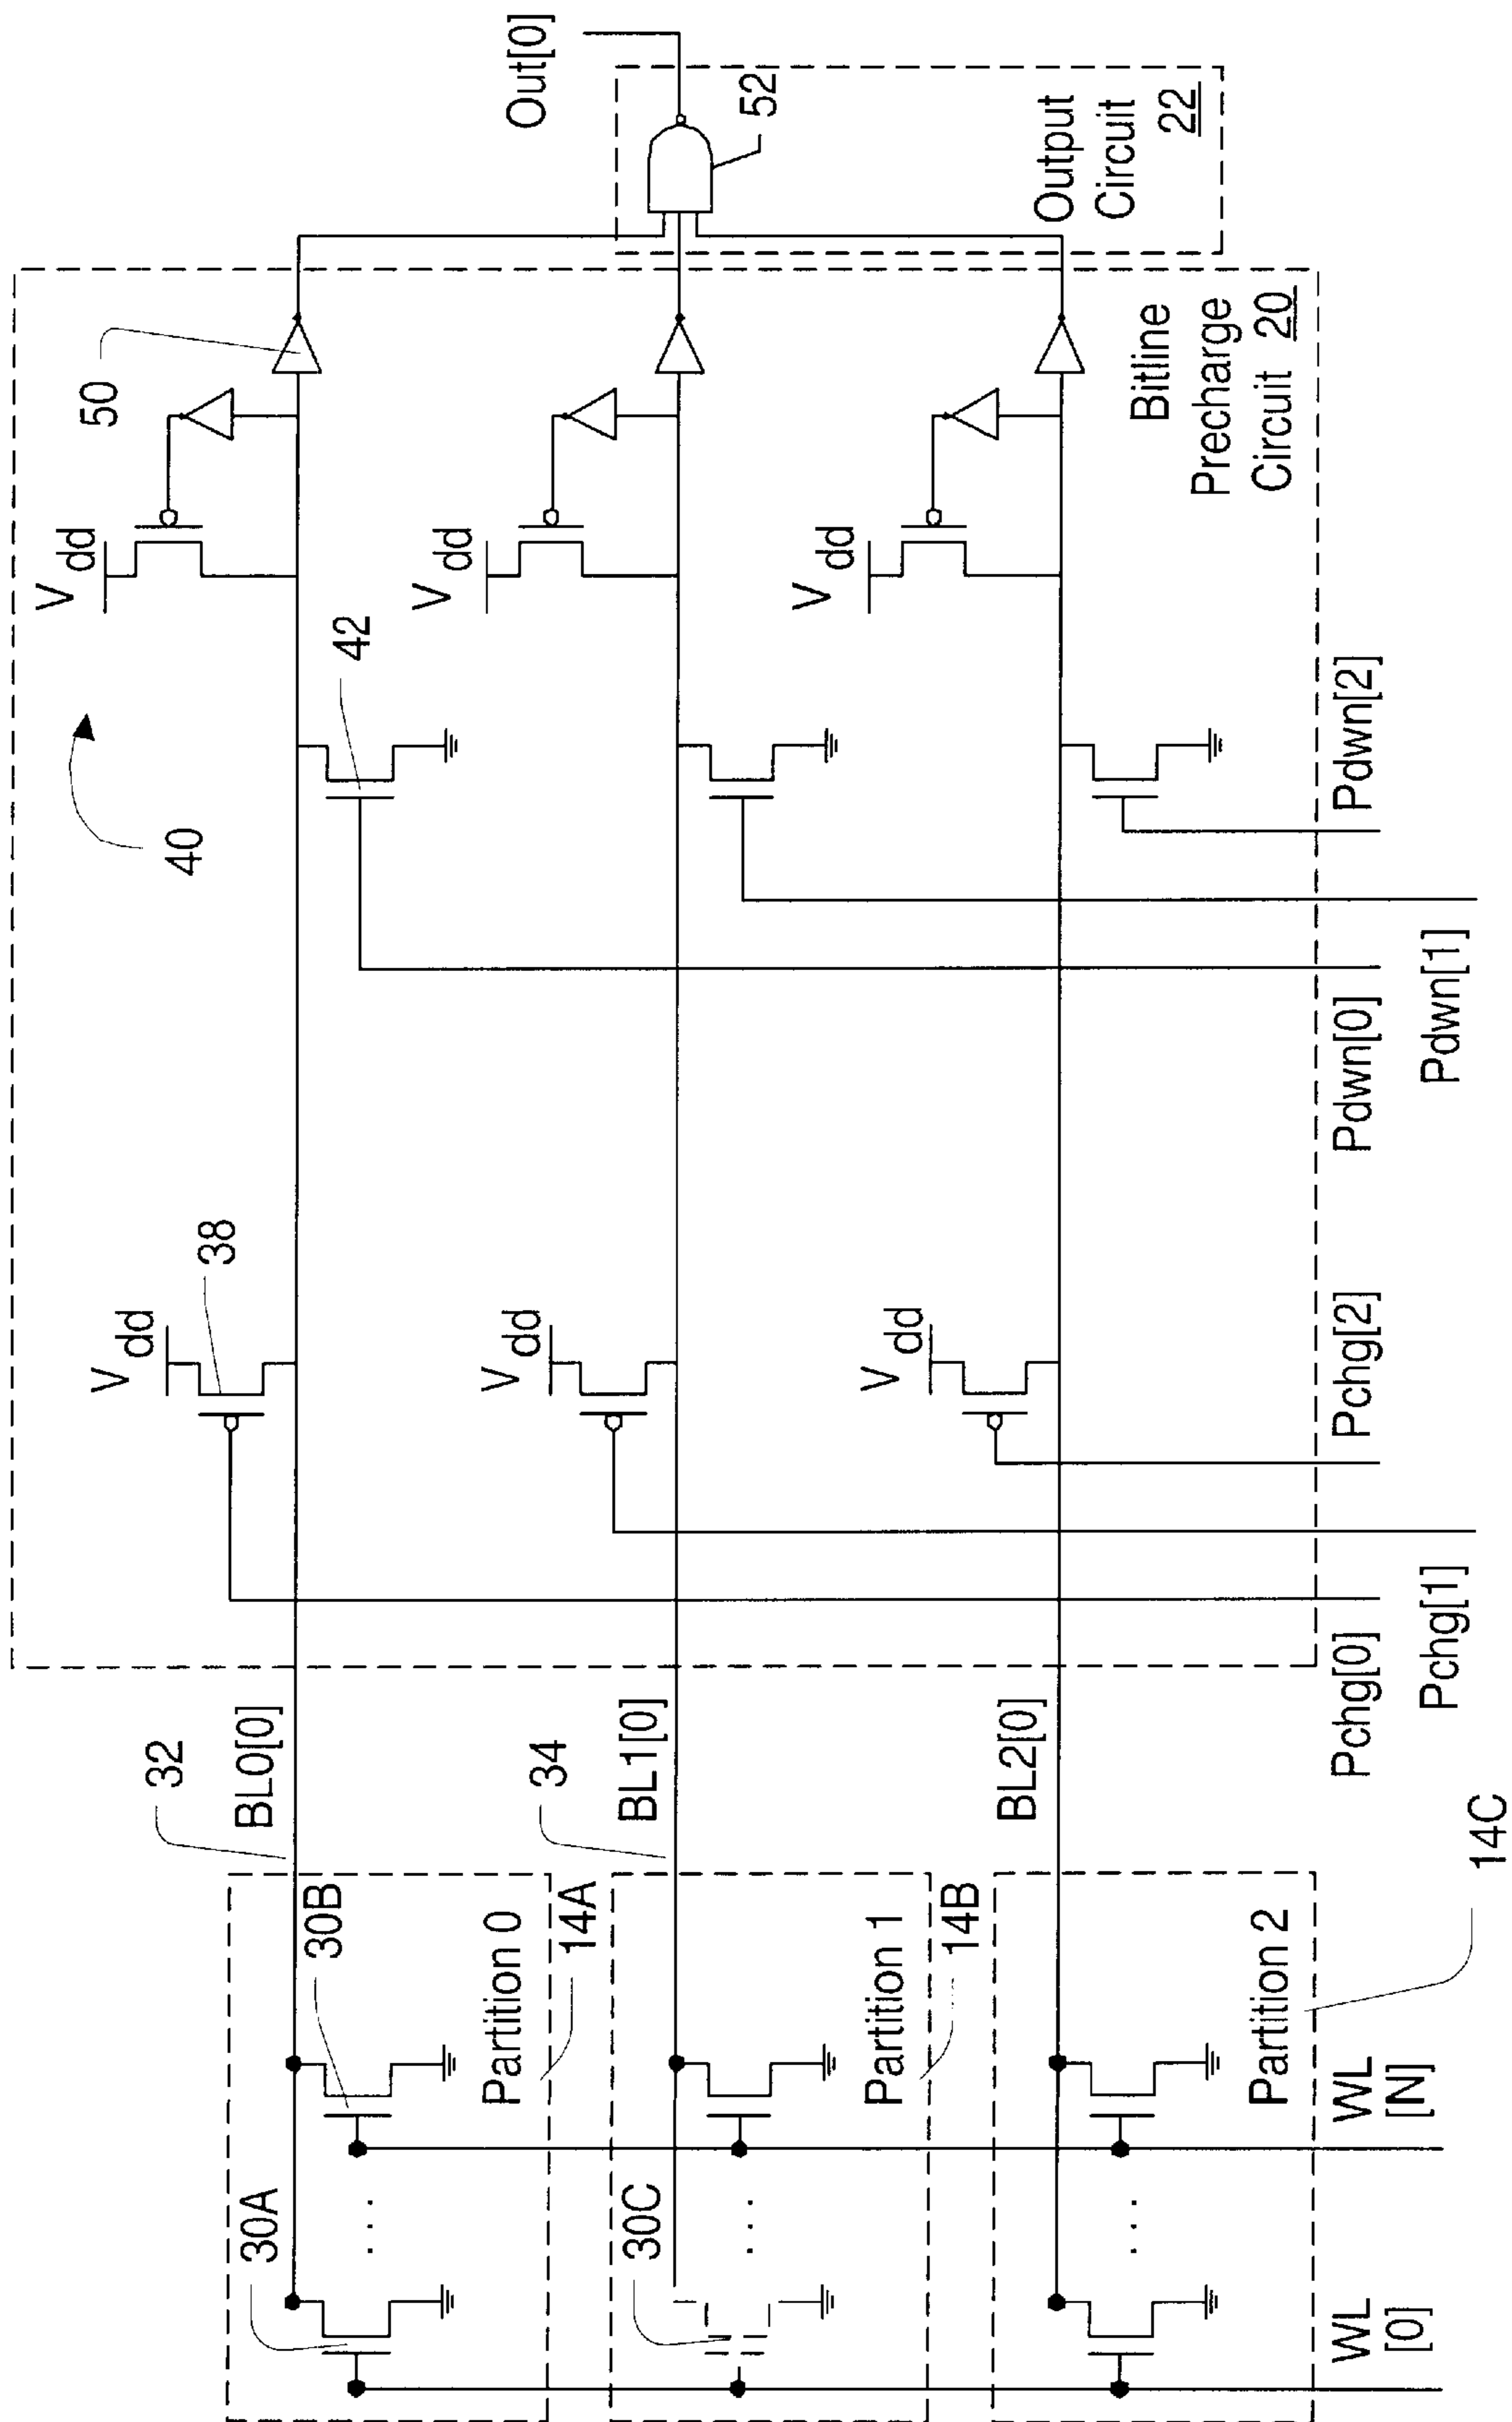 Out[0]
52
Output
Circuit
22
50
V dd
V dd
V dd
Bitline
Precharge
Circuit 20
42
40
Pdwn[2]
Pdwn[1]
Pdwn[0]
38
V dd
V dd
V dd
Pchg[2]
Pchg[1]
Pchg[0]
32
BL0[0]
34
BL1[0]
BL2[0]
30B
Partition 0
14A
Partition 1
14B
Partition 2
14C
30A
...
30C
...
...
WL
[N]
WL
[0]